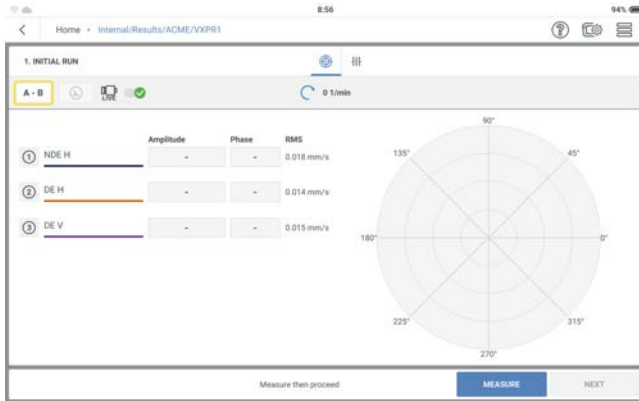 8:56
94%
Home › Internal/Results/ACME/VXPR1
1. INITIAL RUN
A - B
LIVE
0 1/min
Amplitude Phase RMS
1 NDE H - - 0.018 mm/s
2 DE H - - 0.014 mm/s
3 DE V - - 0.015 mm/s
90°
135° 45°
180° 0°
225° 315°
270°
Measure then proceed
MEASURE
NEXT